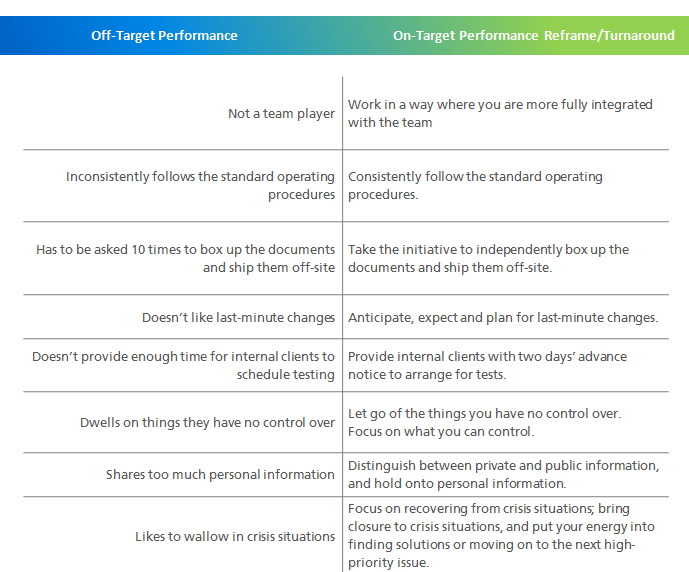 Off-Target Performance
On-Target Performance Reframe/Turnaround
Not a team player
Work in a way where you are more fully integrated
with the team
Inconsistently follows the standard operating
procedures
Consistently follow the standard operating
procedures.
Has to be asked 10 times to box up the documents
and ship them off-site
Take the initiative to independently box up the
documents and ship them off-site.
Doesn’t like last-minute changes
Anticipate, expect and plan for last-minute changes.
Doesn’t provide enough time for internal clients to
schedule testing
Provide internal clients with two days’ advance
notice to arrange for tests.
Dwells on things they have no control over
Let go of the things you have no control over.
Focus on what you can control.
Shares too much personal information
Distinguish between private and public information,
and hold onto personal information.
Likes to wallow in crisis situations
Focus on recovering from crisis situations; bring
closure to crisis situations, and put your energy into
finding solutions or moving on to the next high-
priority issue.